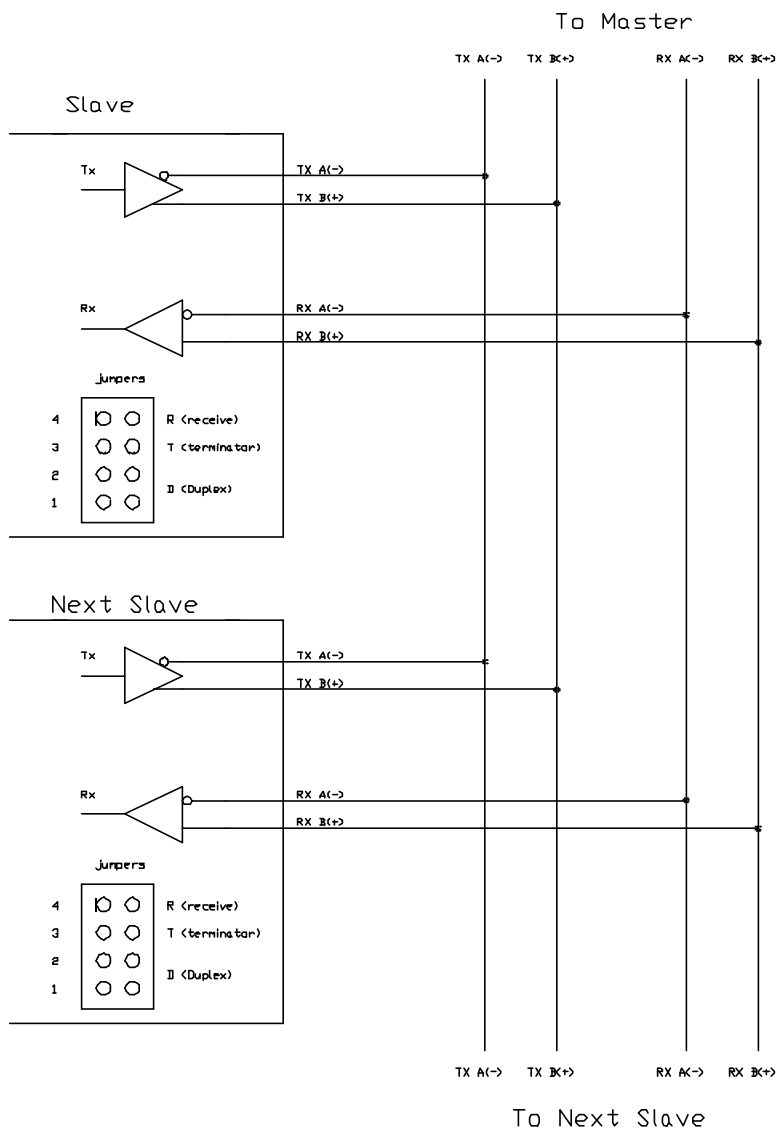 To Master
TX A(-) TX B(+) RX A(-) RX B(+)
Slave
Tx
TX A(-)
TX B(+)
Rx
RX A(-)
RX B(+)
jumpers
4 R (receive)
3 T (terminator)
2
D (Duplex)
1
Next Slave
Tx
TX A(-)
TX B(+)
Rx
RX A(-)
RX B(+)
jumpers
4 R (receive)
3 T (terminator)
2
D (Duplex)
1
TX A(-) TX B(+) RX A(-) RX B(+)
To Next Slave